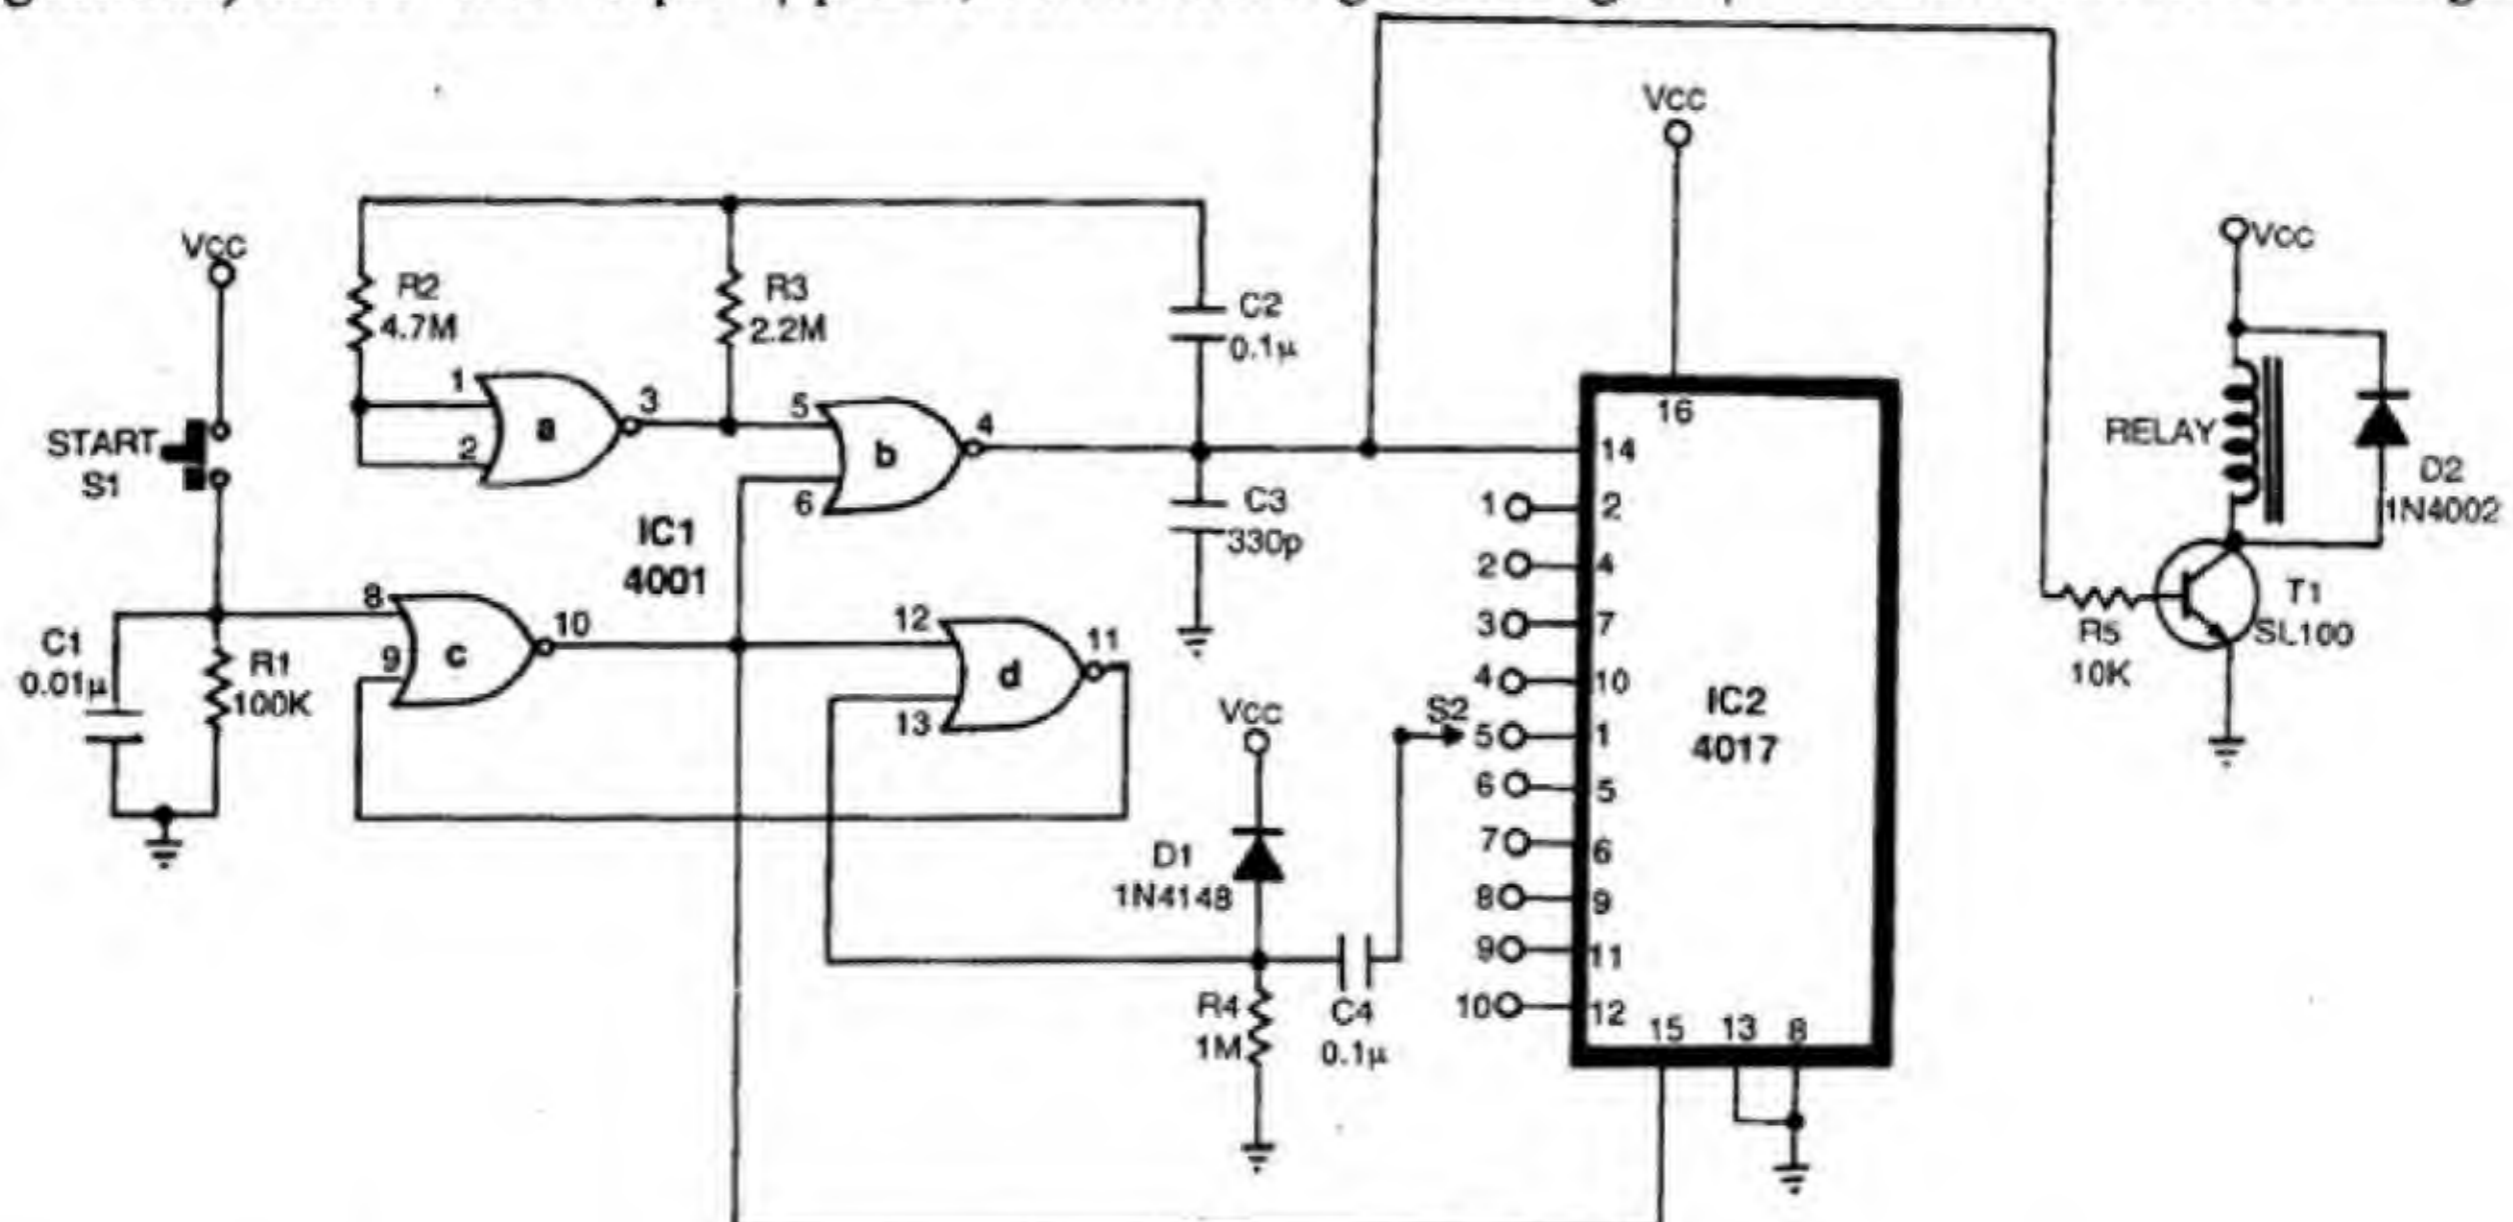 VCC
VCC
VCC
R2
4.7M
R3
2.2M
C2
0.1µ
16
1
2
a
3
5
6
b
4
14
START
S1
RELAY
D2
1N4002
IC1
4001
C3
330p
1 2
2 4
3 7
4 10
S2
5 1
6 5
7 6
8 9
9 11
10 12
IC2
4017
T1
SL100
R5
10K
8
9
c
10
12
13
d
11
C1
0.01µ
R1
100K
VCC
D1
1N4148
R4
1M
C4
0.1µ
15 13 8